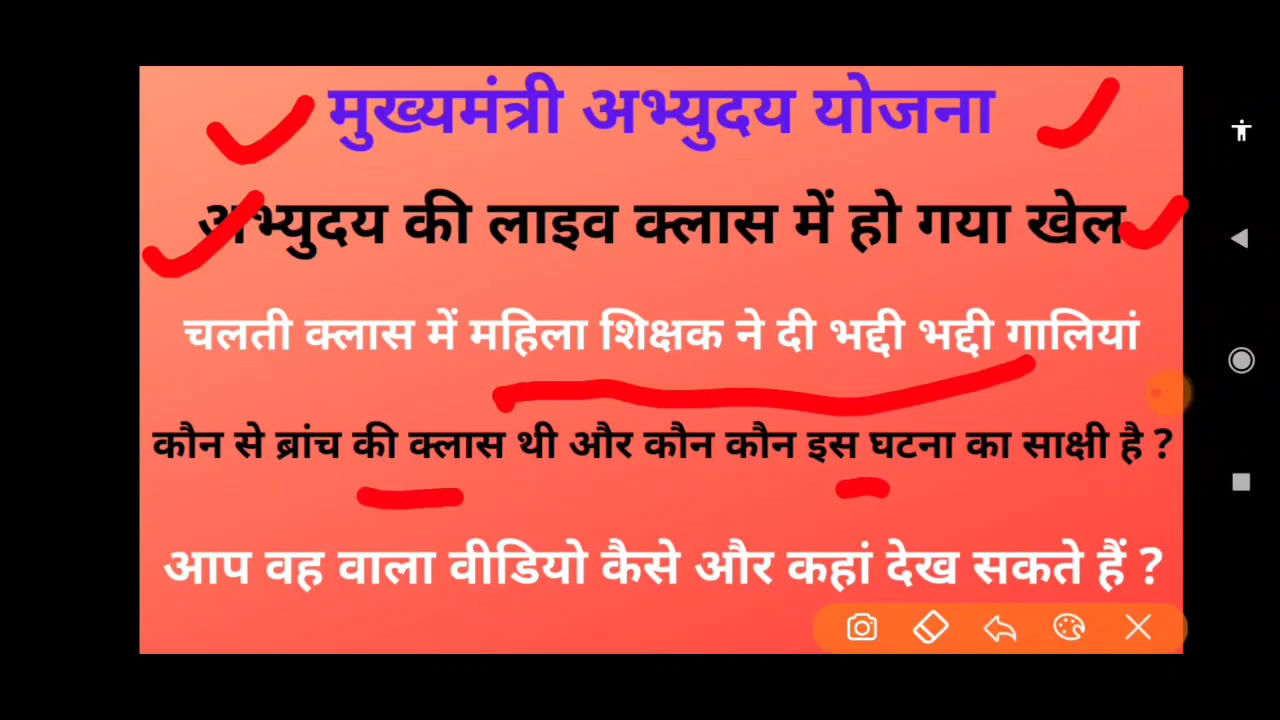 मुख्यमंत्री अभ्युदय योजना
अभ्युदय की लाइव क्लास में हो गया खेल
चलती क्लास में महिला शिक्षक ने दी भद्दी भद्दी गालियां
कौन से ब्रांच की क्लास थी और कौन कौन इस घटना का साक्षी है ?
आप वह वाला वीडियो कैसे और कहां देख सकते हैं ?